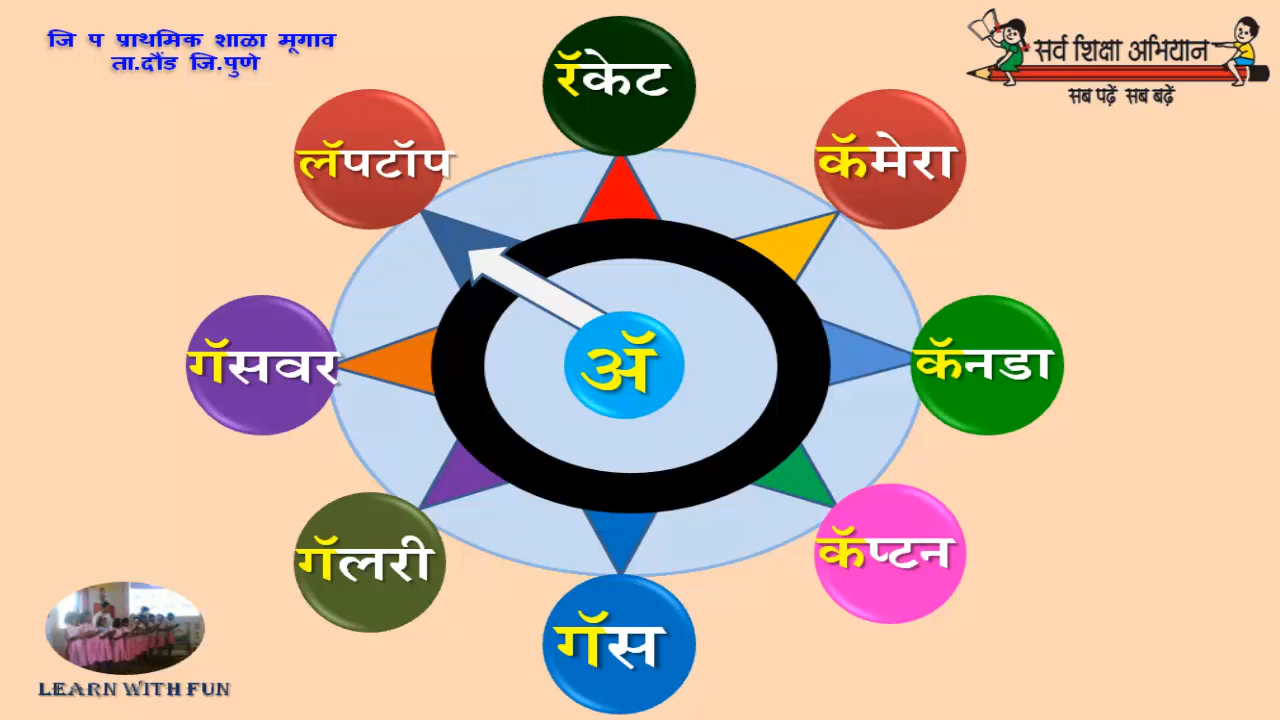 जि प प्राथमिक शाळा मूगाव
ता.दौंड जि.पुणे
सर्व शिक्षा अभियान
सब पढ़ें सब बढ़ें
रॅकेट
लॅपटॉप
कॅमेरा
गॅसवर
ॲ
कॅनडा
गॅलरी
कॅप्टन
गॅस
LEARN WITH FUN